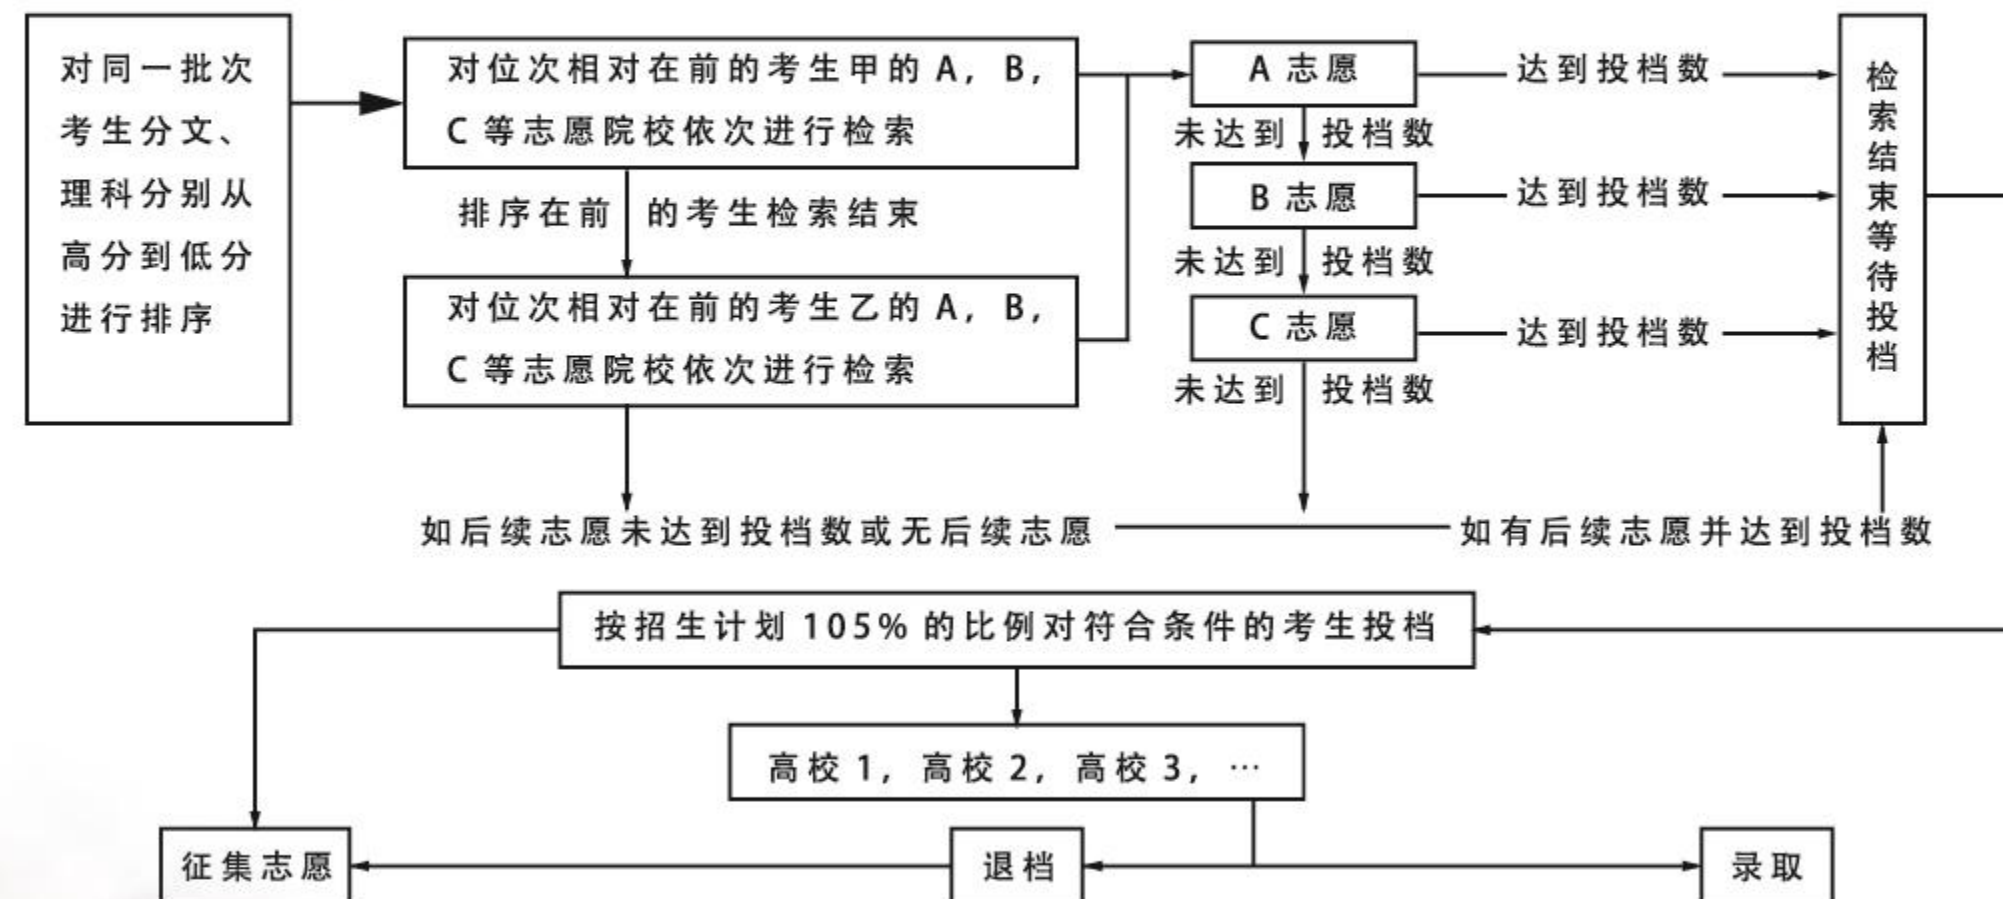 对同一批次
考生分文、
理科分别从
高分到低分
进行排序
对位次相对在前的考生甲的 A，B，
C 等志愿院校依次进行检索
排序在前 的考生检索结束
对位次相对在前的考生乙的 A，B，
C 等志愿院校依次进行检索
A 志愿
达到投档数
未达到 投档数
B 志愿
达到投档数
未达到 投档数
C 志愿
达到投档数
未达到 投档数
检索结束等待投档
如后续志愿未达到投档数或无后续志愿
如有后续志愿并达到投档数
按招生计划 105% 的比例对符合条件的考生投档
高校 1，高校 2，高校 3，…
征集志愿
退档
录取